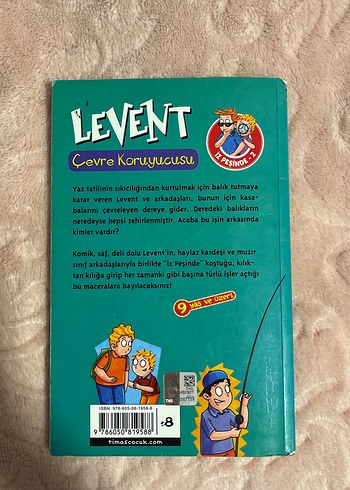 LEVENT
Çevre Koruyucusu
İZ PEŞİNDE - 2
Yaz tatilinin sıkıcılığından kurtulmak için balık tutmaya
karar veren Levent ve arkadaşları, bunun için kasa-
balarını çevreleyen dereye gider. Deredeki balıkların
neredeyse hepsi zehirlenmiştir. Acaba bu işin arkasında
kimler vardır?
Komik, saf, deli dolu Levent'in, haylaz kardeşi ve muzır
sınıf arkadaşlarıyla birlikte "İz Peşinde" koştuğu, kılık-
tan kılığa girip her zamanki gibi başına türlü işler açtığı
bu maceralara bayılacaksınız!
9 yaş ve üzeri
ISBN: 978-605-08-1958-8
9 786050 819588
₺8
timascocuk.com